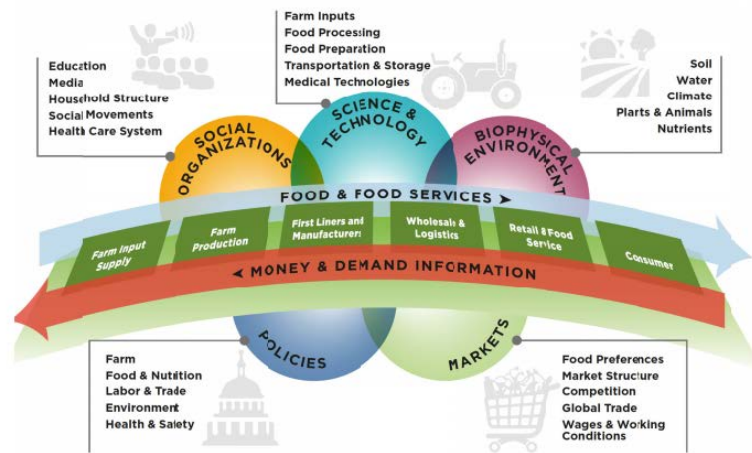 Farm Inputs
Food Processing
Food Preparation
Transportation & Storage
Medical Technologies
Education
Media
Household Structure
Social Movements
Health Care System
Soil
Water
Climate
Plants & Animals
Nutrients
SOCIAL
ORGANIZATIONS
SCIENCE &
TECHNOLOGY
BIOPHYSICAL
ENVIRONMENT
FOOD & FOOD SERVICES
Farm Input
Supply
Farm
Production
First Liners and
Manufacturers
Wholesale &
Logistics
Retail & Food
Service
Consumer
MONEY & DEMAND INFORMATION
POLICIES
MARKETS
Farm
Food & Nutrition
Labor & Trade
Environment
Health & Safety
Food Preferences
Market Structure
Competition
Global Trade
Wages & Working
Conditions